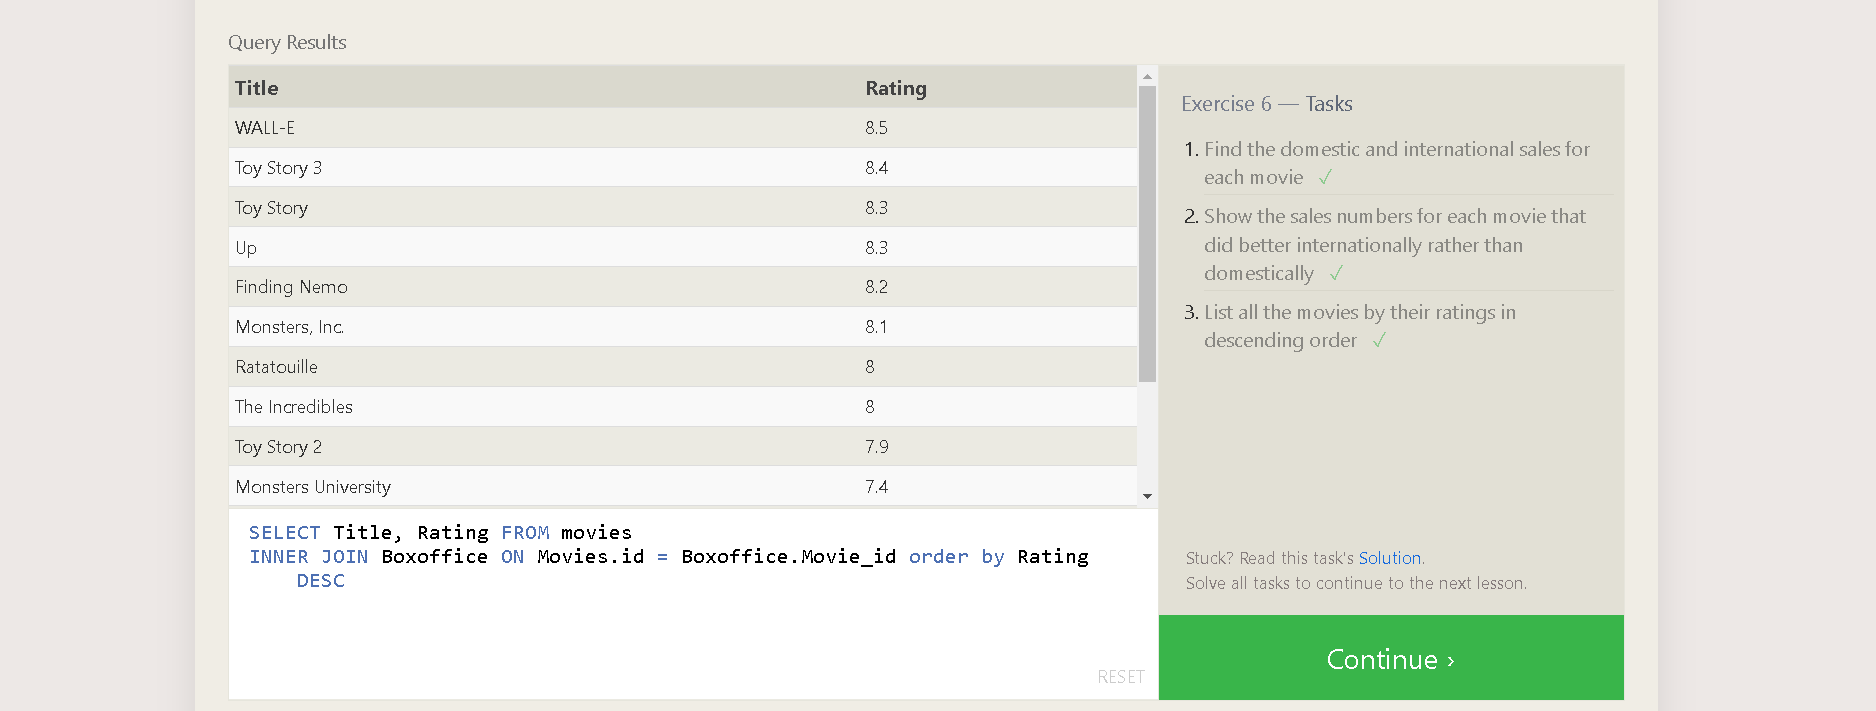 Query Results
Title Rating
WALL-E 8.5
Toy Story 3 8.4
Toy Story 8.3
Up 8.3
Finding Nemo 8.2
Monsters, Inc. 8.1
Ratatouille 8
The Incredibles 8
Toy Story 2 7.9
Monsters University 7.4
SELECT Title, Rating FROM movies
INNER JOIN Boxoffice ON Movies.id = Boxoffice.Movie_id order by Rating
DESC
RESET
Exercise 6 — Tasks
1. Find the domestic and international sales for
each movie ✓
2. Show the sales numbers for each movie that
did better internationally rather than
domestically ✓
3. List all the movies by their ratings in
descending order ✓
Stuck? Read this task's Solution.
Solve all tasks to continue to the next lesson.
Continue ›